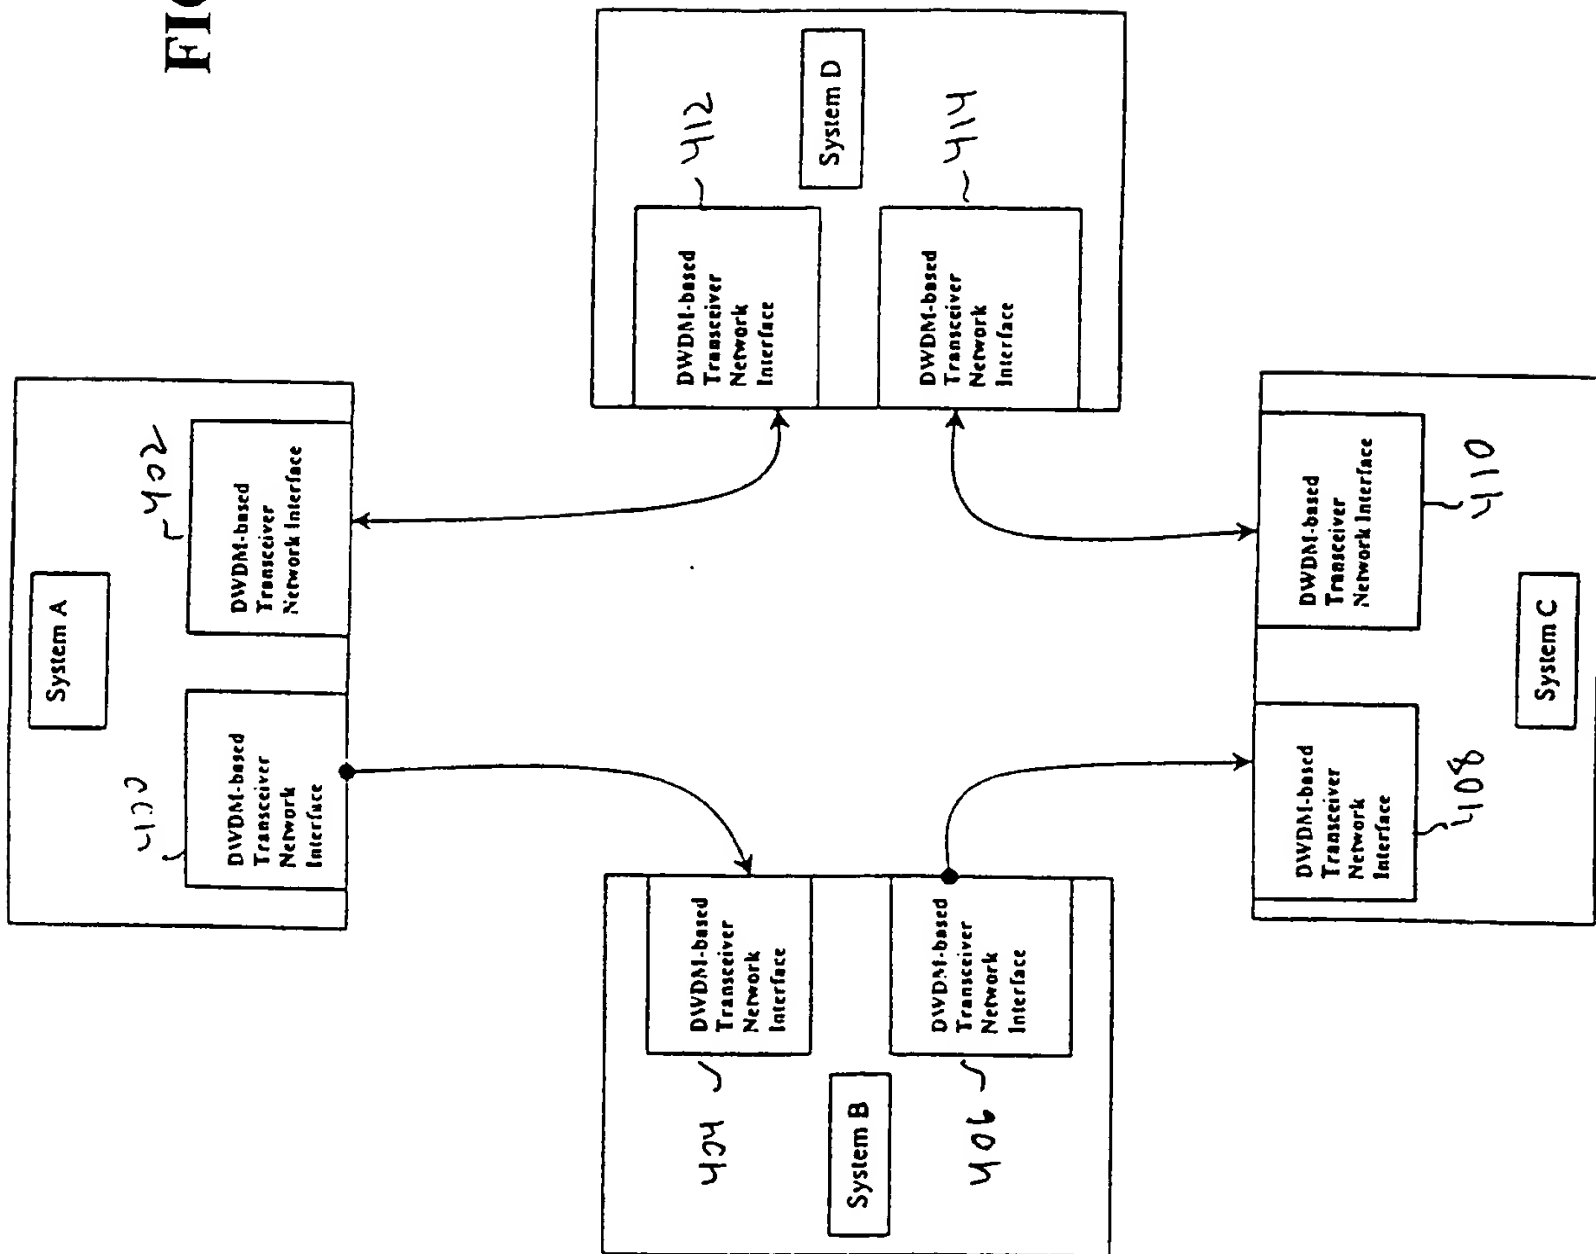 FIG
System A
400
DWDM-based
Transceiver
Network
Interface
402
DWDM-based
Transceiver
Network Interface
System B
404
DWDM-based
Transceiver
Network
Interface
406
DWDM-based
Transceiver
Network
Interface
412
DWDM-based
Transceiver
Network
Interface
System D
414
DWDM-based
Transceiver
Network
Interface
DWDM-based
Transceiver
Network
Interface
408
DWDM-based
Transceiver
Network Interface
410
System C